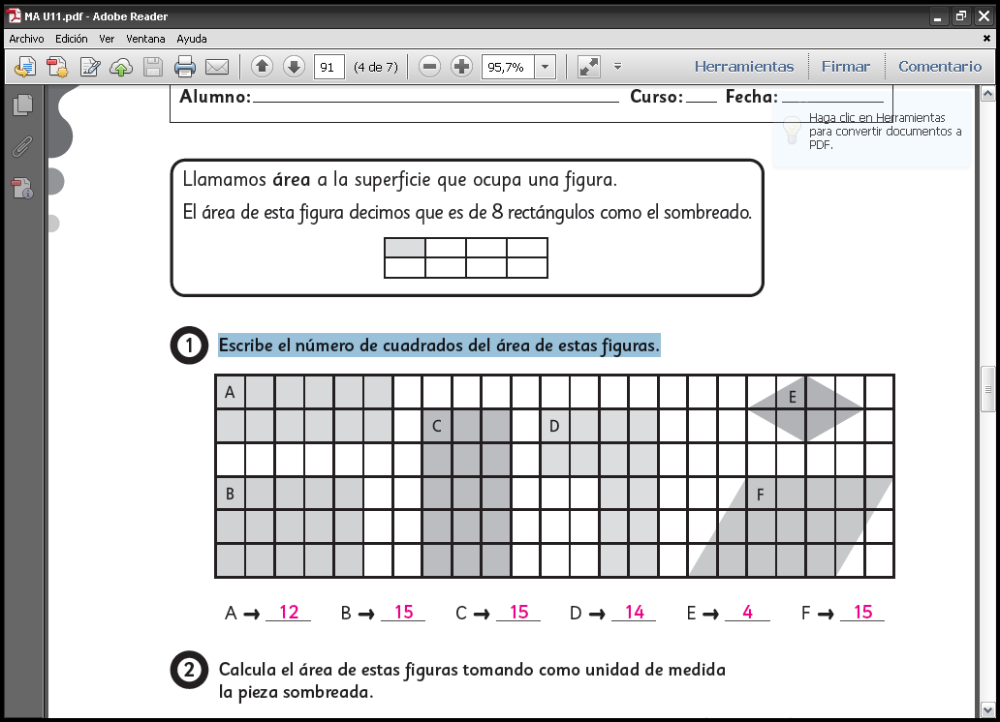 MA U11.pdf - Adobe Reader
Archivo Edición Ver Ventana Ayuda
91 (4 de 7) 95,7% Herramientas Firmar Comentario
Alumno: Curso: Fecha:
Haga clic en Herramientas
para convertir documentos a
PDF.
Llamamos área a la superficie que ocupa una figura.
El área de esta figura decimos que es de 8 rectángulos como el sombreado.
1 Escribe el número de cuadrados del área de estas figuras.
A E
C D
B F
A → 12 B → 15 C → 15 D → 14 E → 4 F → 15
2 Calcula el área de estas figuras tomando como unidad de medida
la pieza sombreada.